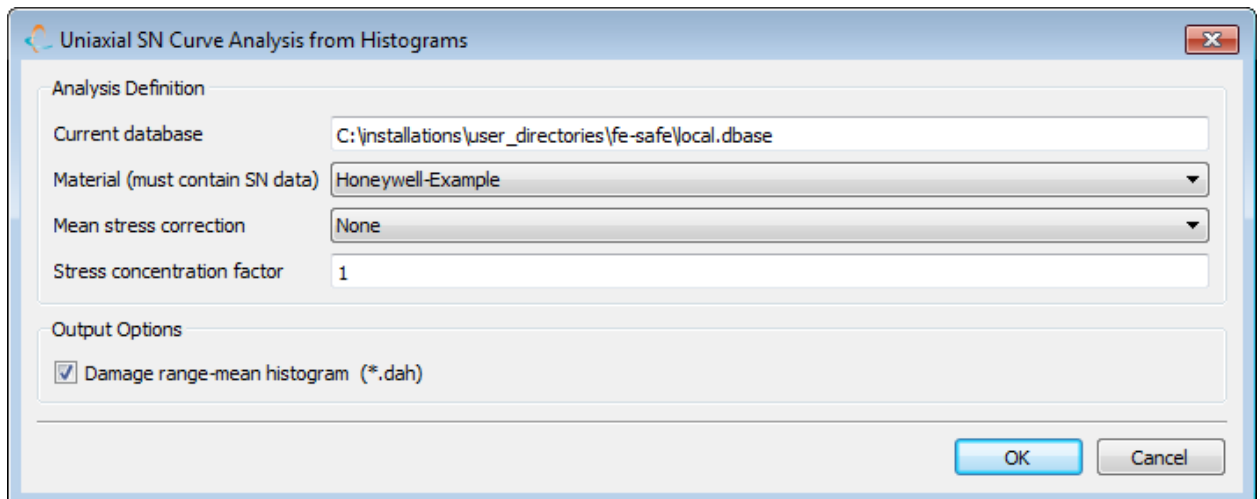 Uniaxial SN Curve Analysis from Histograms
Analysis Definition
Current database C:\installations\user_directories\fe-safe\local.dbase
Material (must contain SN data) Honeywell-Example
Mean stress correction None
Stress concentration factor 1
Output Options
Damage range-mean histogram (*.dah)
OK Cancel